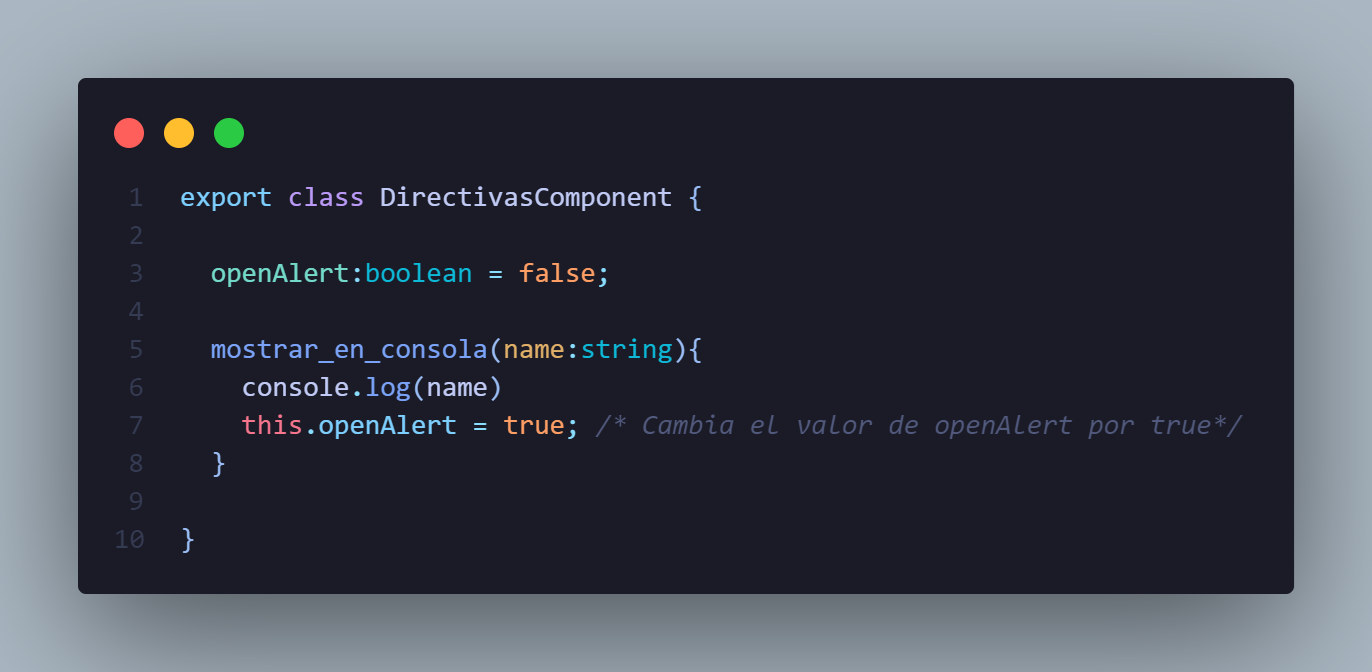 1 export class DirectivasComponent {
2
3 openAlert:boolean = false;
4
5 mostrar_en_consola(name:string){
6 console.log(name)
7 this.openAlert = true; /* Cambia el valor de openAlert por true*/
8 }
9
10 }